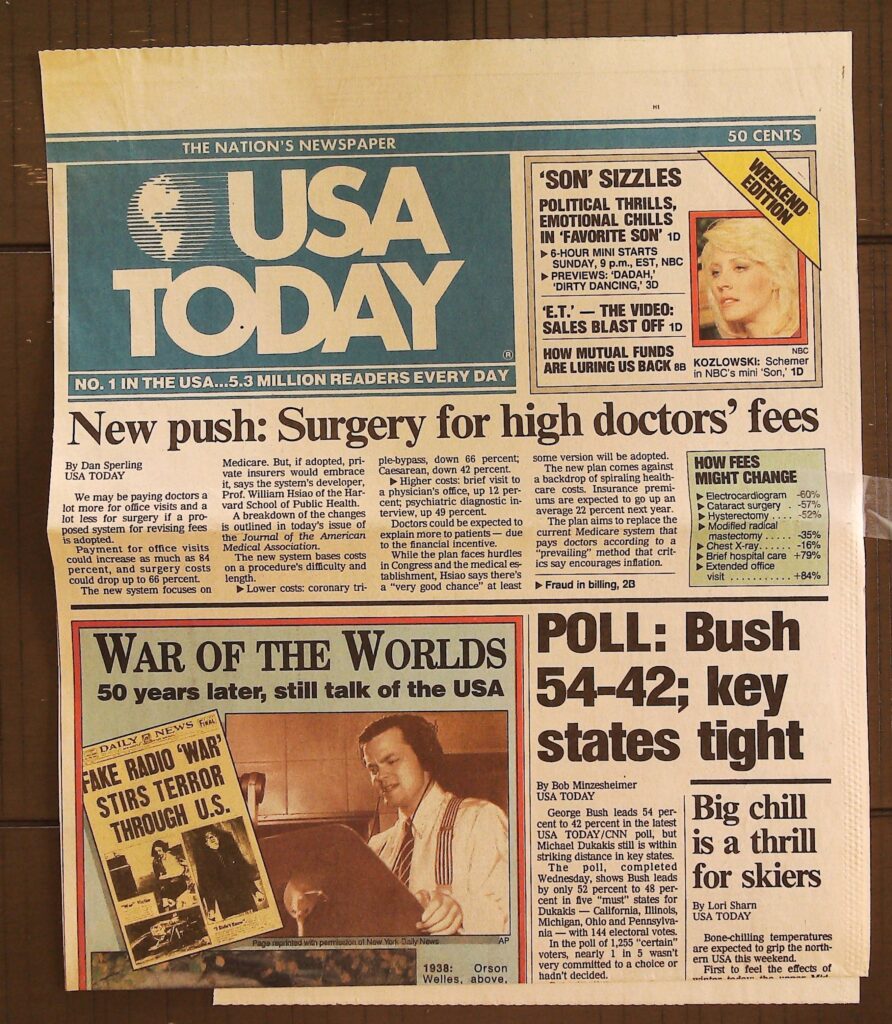 H1
THE NATION'S NEWSPAPER
50 CENTS
USA
TODAY
®
NO. 1 IN THE USA...5.3 MILLION READERS EVERY DAY
WEEKEND
EDITION
'SON' SIZZLES
POLITICAL THRILLS,
EMOTIONAL CHILLS
IN 'FAVORITE SON' 1D
▶ 6-HOUR MINI STARTS
SUNDAY, 9 p.m., EST, NBC
▶ PREVIEWS: 'DADAH,'
'DIRTY DANCING,' 3D
'E.T.' — THE VIDEO:
SALES BLAST OFF 1D
HOW MUTUAL FUNDS
ARE LURING US BACK 8B
NBC
KOZLOWSKI: Schemer
in NBC's mini 'Son,' 1D
New push: Surgery for high doctors' fees
By Dan Sperling
USA TODAY
We may be paying doctors a
lot more for office visits and a
lot less for surgery if a pro-
posed system for revising fees
is adopted.
Payment for office visits
could increase as much as 84
percent, and surgery costs
could drop up to 66 percent.
The new system focuses on
Medicare. But, if adopted, pri-
vate insurers would embrace
it, says the system's developer,
Prof. William Hsiao of the Har-
vard School of Public Health.
A breakdown of the changes
is outlined in today's issue of
the Journal of the American
Medical Association.
The new system bases costs
on a procedure's difficulty and
length.
▶ Lower costs: coronary tri-
ple-bypass, down 66 percent;
Caesarean, down 42 percent.
▶ Higher costs: brief visit to
a physician's office, up 12 per-
cent; psychiatric diagnostic in-
terview, up 49 percent.
Doctors could be expected to
explain more to patients — due
to the financial incentive.
While the plan faces hurdles
in Congress and the medical es-
tablishment, Hsiao says there's
a "very good chance" at least
some version will be adopted.
The new plan comes against
a backdrop of spiraling health-
care costs. Insurance premi-
ums are expected to go up an
average 22 percent next year.
The plan aims to replace the
current Medicare system that
pays doctors according to a
"prevailing" method that crit-
ics say encourages inflation.
▶ Fraud in billing, 2B
HOW FEES
MIGHT CHANGE
▶ Electrocardiogram -60%
▶ Cataract surgery -57%
▶ Hysterectomy.... -52%
▶ Modified radical
mastectomy ..... -35%
▶ Chest X-ray..... -16%
▶ Brief hospital care +79%
▶ Extended office
visit ........... +84%
WAR OF THE WORLDS
50 years later, still talk of the USA
DAILY NEWS
FINAL
FAKE RADIO 'WAR'
STIRS TERROR
THROUGH U.S.
"War" Victim
"I Didn't Know"
Page reprinted with permission of New York Daily News
AP
1938: Orson
Welles, above,
POLL: Bush
54-42; key
states tight
By Bob Minzesheimer
USA TODAY
George Bush leads 54 per-
cent to 42 percent in the latest
USA TODAY/CNN poll, but
Michael Dukakis still is within
striking distance in key states.
The poll, completed
Wednesday, shows Bush leads
by only 52 percent to 48 per-
cent in five "must" states for
Dukakis — California, Illinois,
Michigan, Ohio and Pennsylva-
nia — with 144 electoral votes.
In the poll of 1,255 "certain"
voters, nearly 1 in 5 wasn't
very committed to a choice or
hadn't decided.
Big chill
is a thrill
for skiers
By Lori Sharn
USA TODAY
Bone-chilling temperatures
are expected to grip the north-
ern USA this weekend.
First to feel the effects of